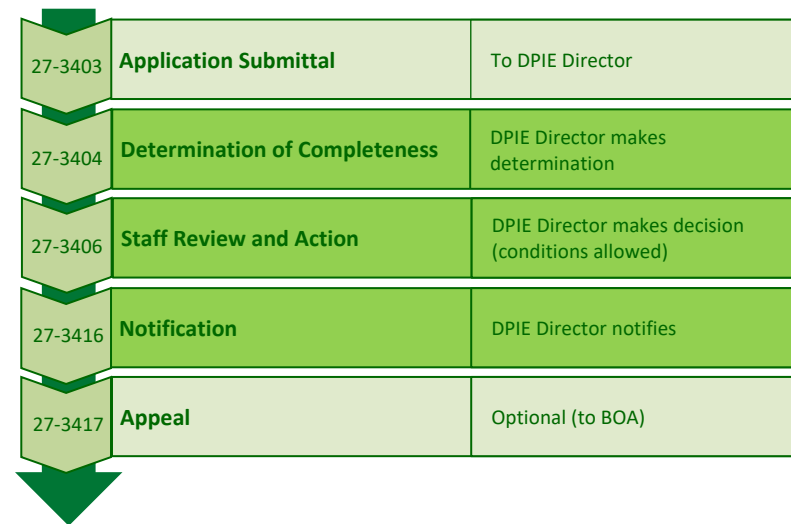 27-3403 Application Submittal To DPIE Director
27-3404 Determination of Completeness DPIE Director makes
determination
27-3406 Staff Review and Action DPIE Director makes decision
(conditions allowed)
27-3416 Notification DPIE Director notifies
27-3417 Appeal Optional (to BOA)